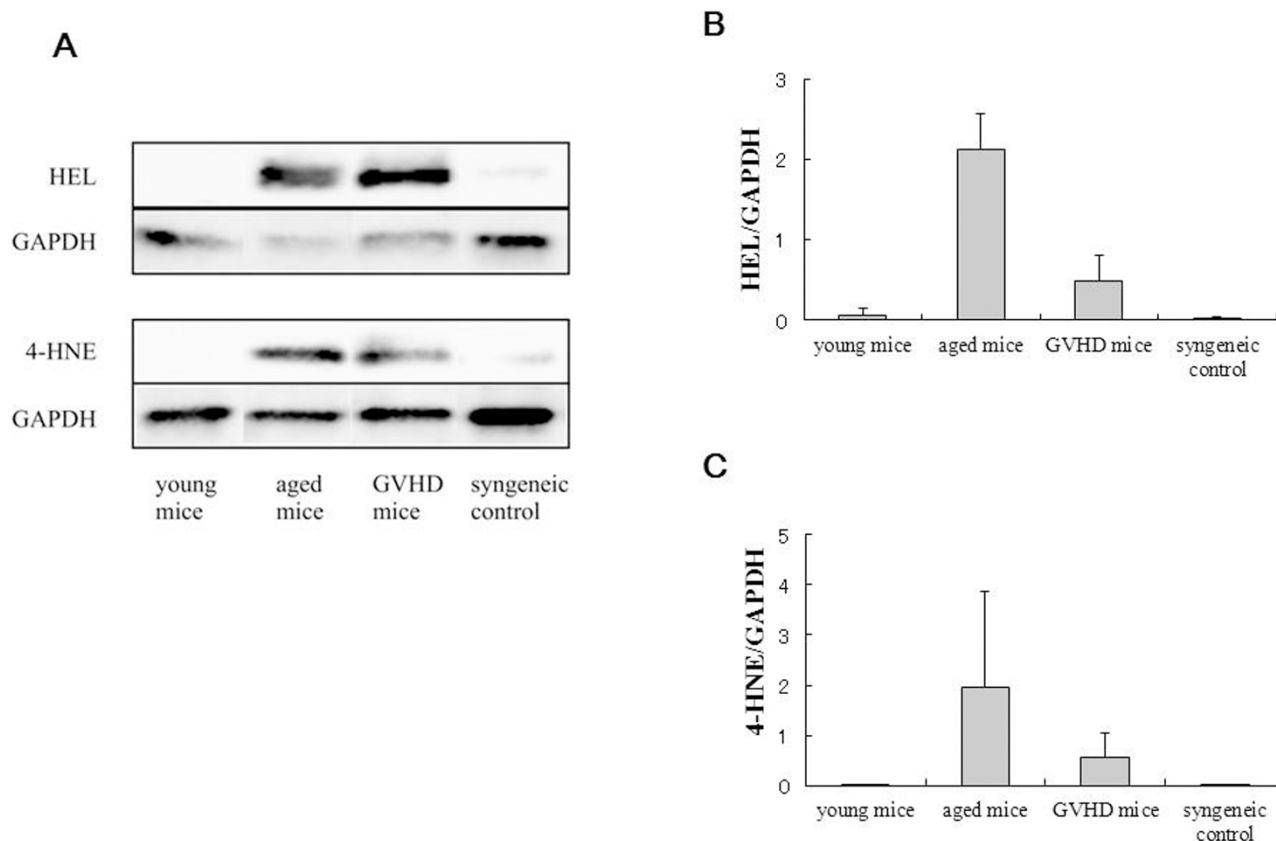 A
HEL
GAPDH
4-HNE
GAPDH
young
mice
aged
mice
GVHD
mice
syngeneic
control
B
HEL/GAPDH
3
2
1
0
young mice
aged mice
GVHD mice
syngeneic
control
C
4-HNE/GAPDH
5
4
3
2
1
0
young mice
aged mice
GVHD mice
syngeneic
control